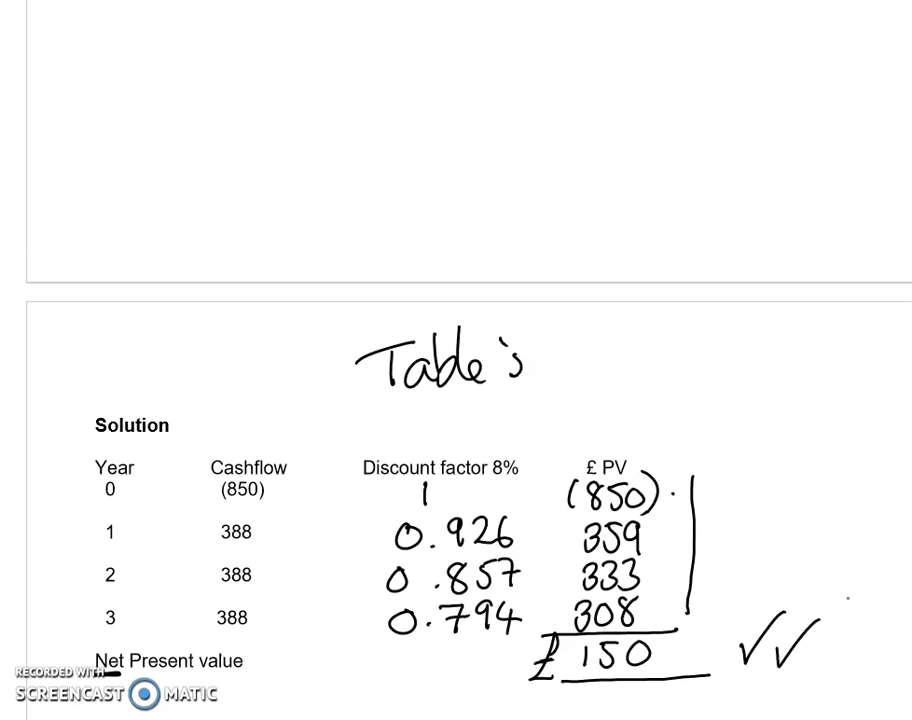 Table's
Solution
Year Cashflow Discount factor 8% £ PV
0 (850) 1 (850)
1 388 0.926 359
2 388 0.857 333
3 388 0.794 308
Net Present value £ 150
RECORDED WITH
SCREENCAST MATIC